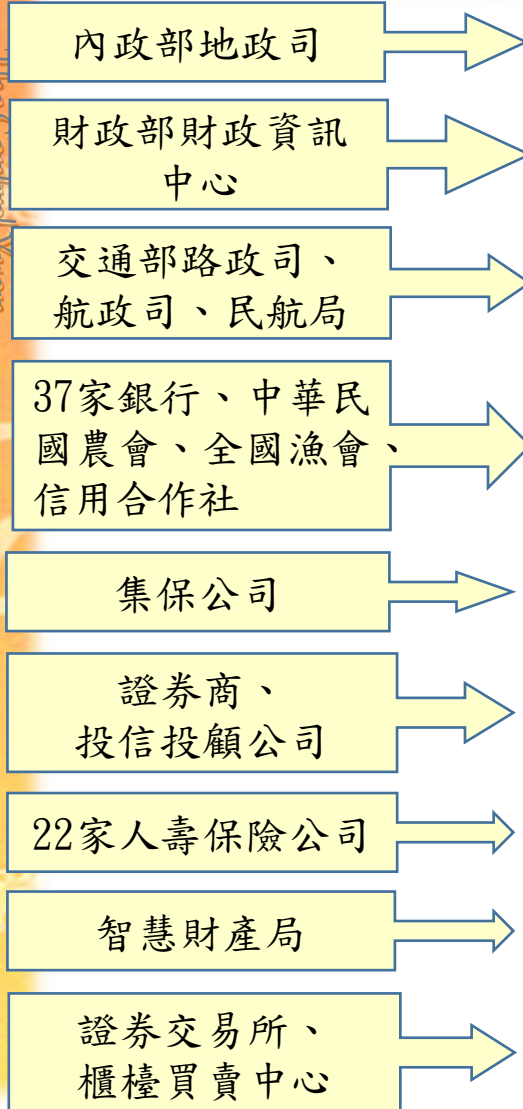 內政部地政司
財政部財政資訊
中心
交通部路政司、
航政司、民航局
37家銀行、中華民
國農會、全國漁會、
信用合作社
集保公司
證券商、
投信投顧公司
22家人壽保險公司
智慧財產局
證券交易所、
櫃檯買賣中心